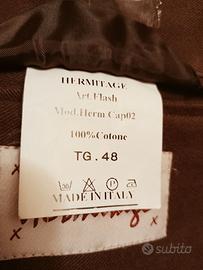 HERMITAGE
Art.Flash
Mod.Herm Cap02
100%Cotone
TG.48
MADE IN ITALY
subito